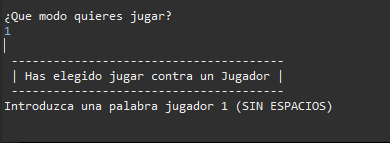 ¿Que modo quieres jugar?
1
---------------------------------------
| Has elegido jugar contra un Jugador |
---------------------------------------
Introduzca una palabra jugador 1 (SIN ESPACIOS)